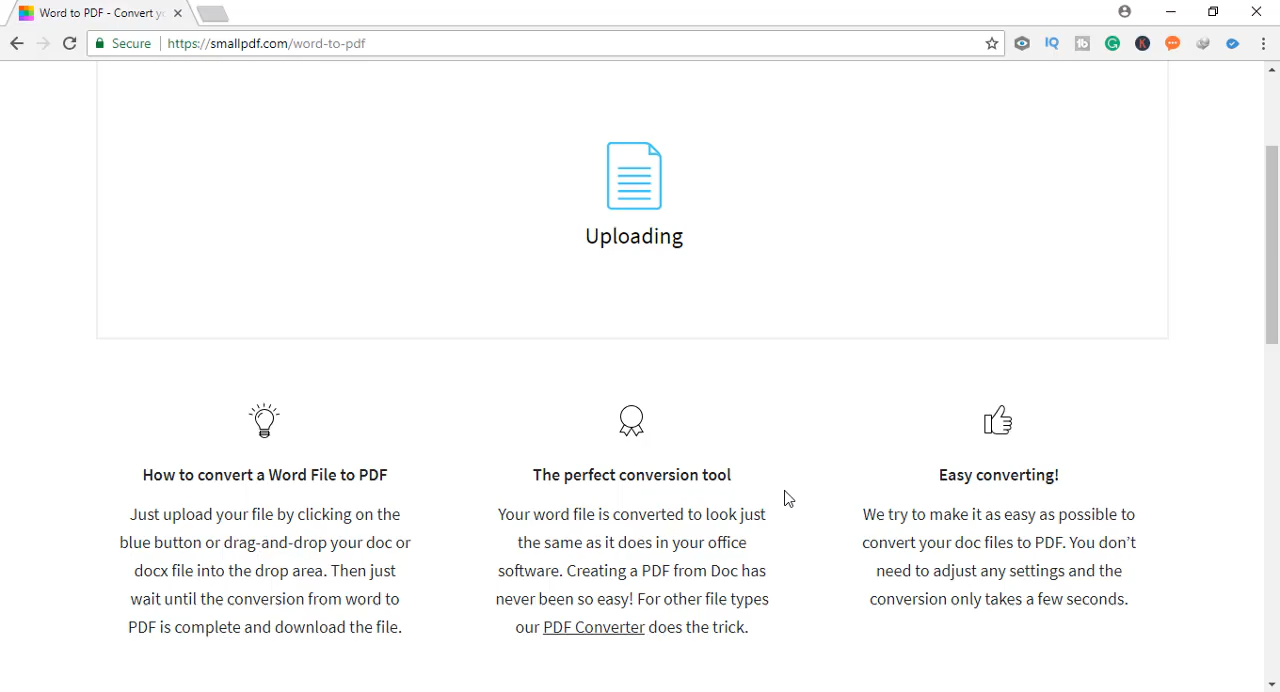 Word to PDF - Convert yo
Secure
https://smallpdf.com/word-to-pdf
Uploading
How to convert a Word File to PDF
Just upload your file by clicking on the
blue button or drag-and-drop your doc or
docx file into the drop area. Then just
wait until the conversion from word to
PDF is complete and download the file.
The perfect conversion tool
Your word file is converted to look just
the same as it does in your office
software. Creating a PDF from Doc has
never been so easy! For other file types
our PDF Converter does the trick.
Easy converting!
We try to make it as easy as possible to
convert your doc files to PDF. You don't
need to adjust any settings and the
conversion only takes a few seconds.